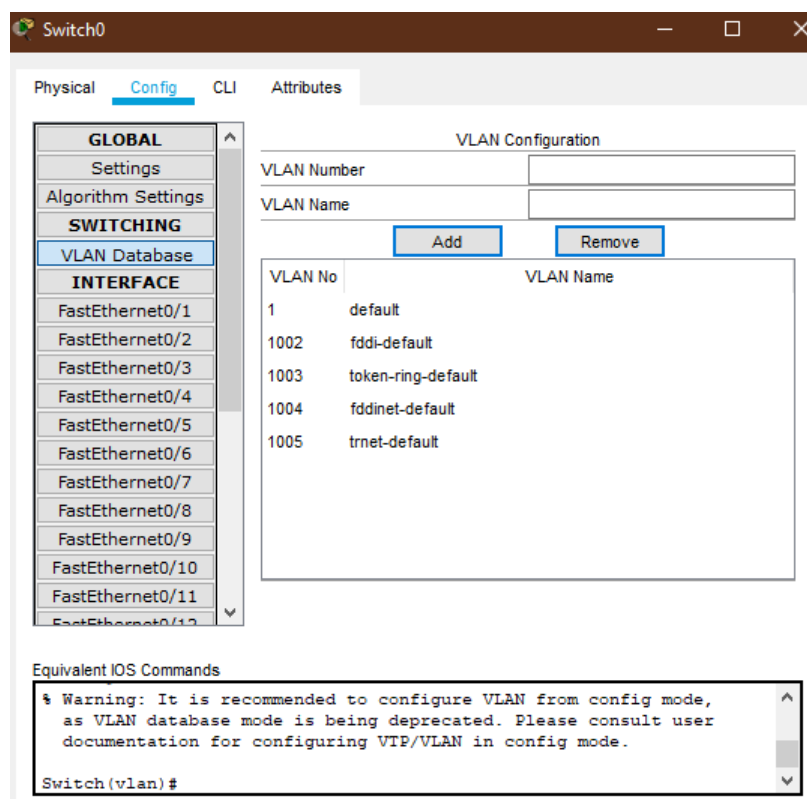 Switch0
Physical Config CLI Attributes
GLOBAL
Settings
Algorithm Settings
SWITCHING
VLAN Database
INTERFACE
FastEthernet0/1
FastEthernet0/2
FastEthernet0/3
FastEthernet0/4
FastEthernet0/5
FastEthernet0/6
FastEthernet0/7
FastEthernet0/8
FastEthernet0/9
FastEthernet0/10
FastEthernet0/11
FastEthernet0/12
VLAN Configuration
VLAN Number
VLAN Name
Add Remove
VLAN No VLAN Name
1 default
1002 fddi-default
1003 token-ring-default
1004 fddinet-default
1005 trnet-default
Equivalent IOS Commands
% Warning: It is recommended to configure VLAN from config mode,
as VLAN database mode is being deprecated. Please consult user
documentation for configuring VTP/VLAN in config mode.
Switch(vlan)#